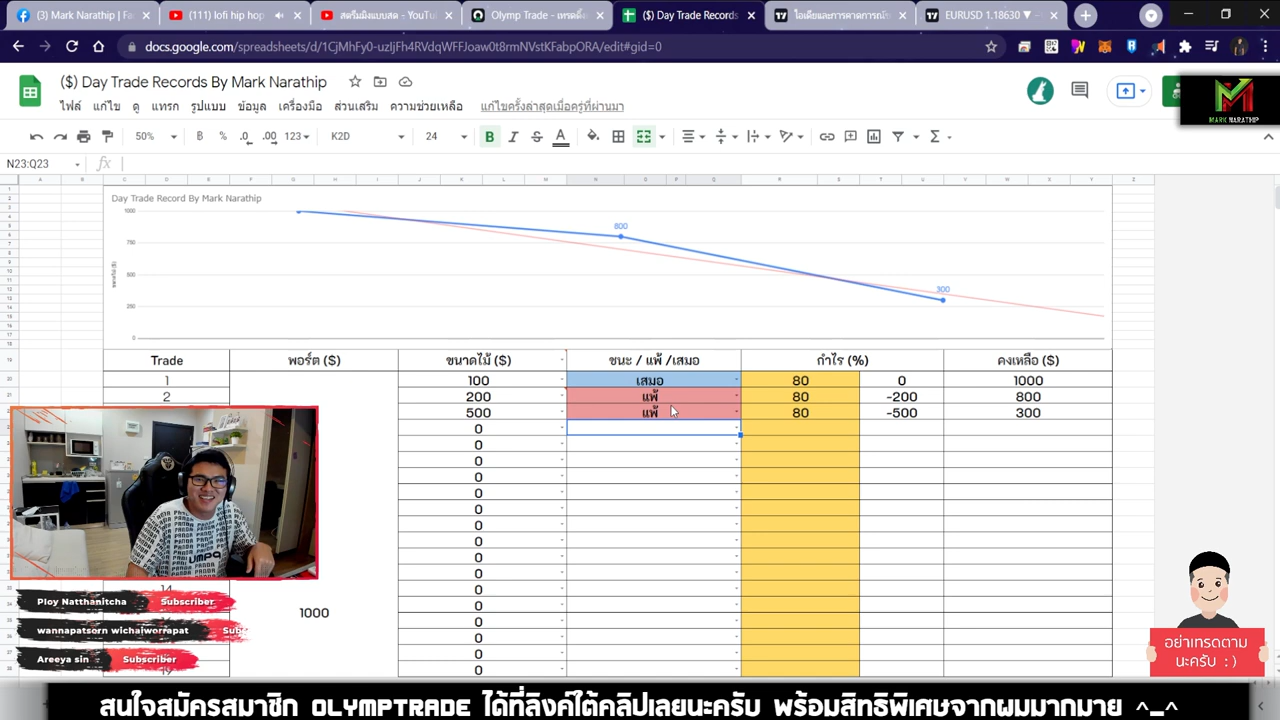 (1) Mark Narathip | Fa
(111) lofi hip hop
สตรีมมิงแบบสด - YouTu
Olymp Trade - เทรดดิ้ง
($) Day Trade Records
ไอเดียและการคาดการณ์ร
EURUSD 1.18630 ▼
docs.google.com/spreadsheets/d/1CjMhFy0-uzIjFh4RVdqWFFJoaw0t8mNVstKFabpORA/edit#gid=0
($) Day Trade Records By Mark Narathip
ไฟล์ แก้ไข ดู แทรก รูปแบบ ข้อมูล เครื่องมือ ส่วนเสริม ความช่วยเหลือ แก้ไขครั้งล่าสุดเมื่อครู่ที่ผ่านมา
MARK NARATHIP
50% ฿ % .0 .00 123 K2D 24 B I S A
N23:Q23 fx
Day Trade Record By Mark Narathip
1000
750
500
250
0
800
300
Trade พอร์ต ($) ขนาดไม้ ($) ชนะ / แพ้ /เสมอ กำไร (%) คงเหลือ ($)
1 100 เสมอ 80 0 1000
2 200 แพ้ 80 -200 800
500 แพ้ 80 -500 300
0
0
0
0
0
0
0
0
0
0
14 0
0
1000
0
0
0
19 0
UMPQ
Ploy Natthanitcha Subscriber
wannapatsorn wichaiworrapat Subs
Areeya sin Subscriber
อย่าเทรดตาม
นะครับ : )
สนใจสมัครสมาชิก OLYMPTRADE ได้ที่ลิงค์ใต้คลิปเลยนะครับ พร้อมสิทธิพิเศษจากผมมากมาย ^_^